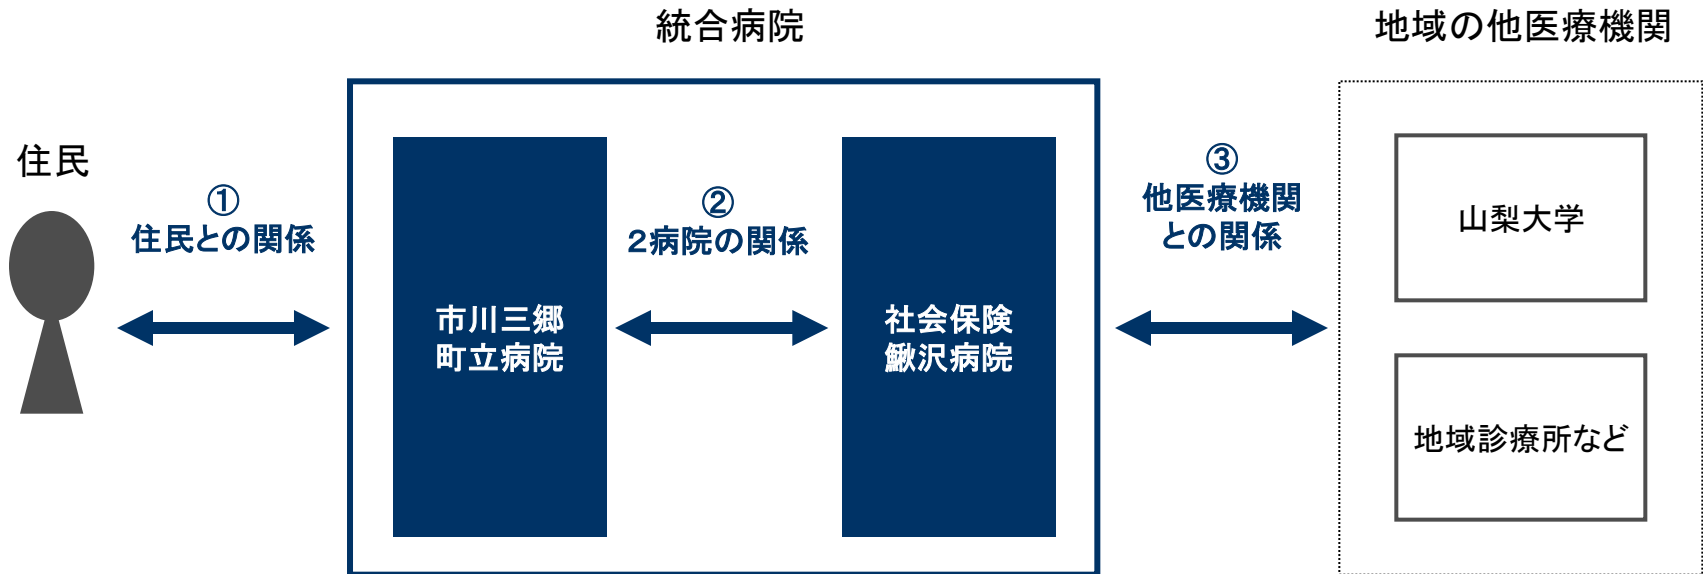 統合病院
地域の他医療機関
住民
①
住民との関係
市川三郷
町立病院
②
２病院の関係
社会保険
鰍沢病院
③
他医療機関
との関係
山梨大学
地域診療所など